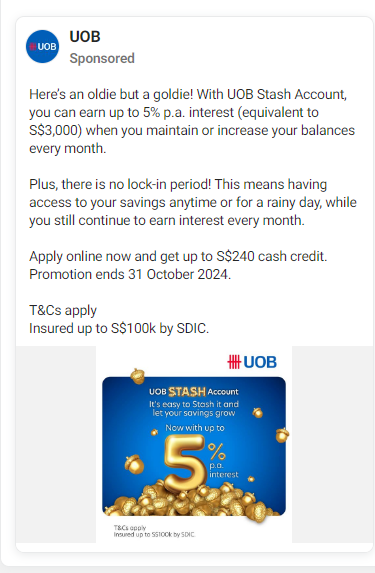 UOB
UOB
Sponsored
Here's an oldie but a goldie! With UOB Stash Account,
you can earn up to 5% p.a. interest (equivalent to
S$3,000) when you maintain or increase your balances
every month.
Plus, there is no lock-in period! This means having
access to your savings anytime or for a rainy day, while
you still continue to earn interest every month.
Apply online now and get up to S$240 cash credit.
Promotion ends 31 October 2024.
T&Cs apply
Insured up to S$100k by SDIC.
UOB
UOB STASH Account
It's easy to Stash it and
let your savings grow
Now with up to
5%
p.a.
interest
T&Cs apply
Insured up to S$100k by SDIC